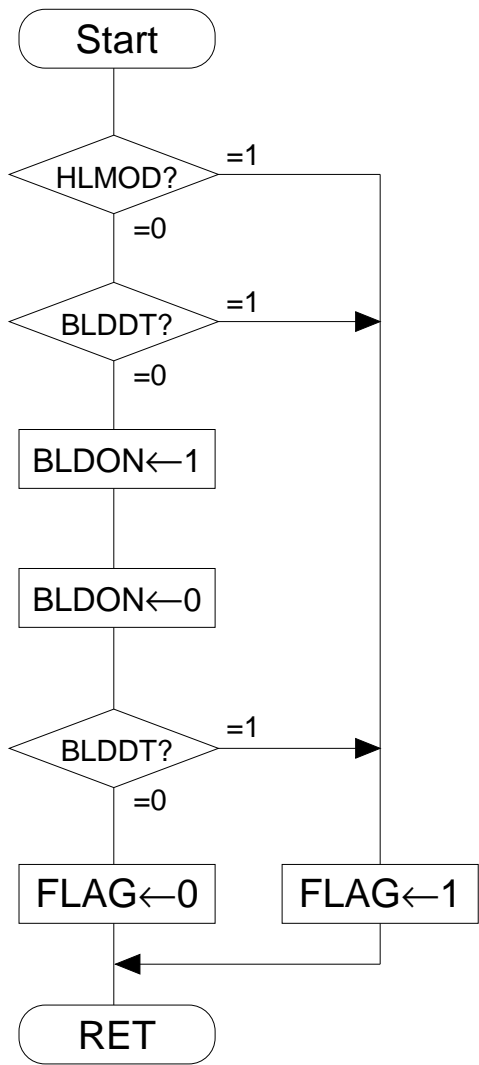 Start
HLMOD?
=1
=0
BLDDT?
=1
=0
BLDON←1
BLDON←0
BLDDT?
=1
=0
FLAG←0
FLAG←1
RET